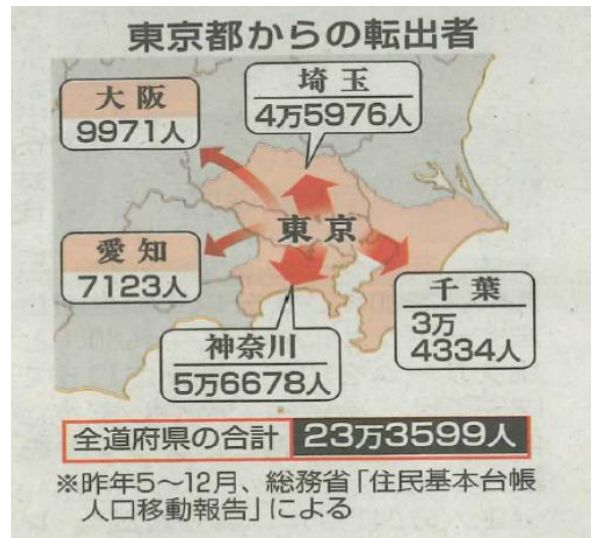 東京都からの転出者
大阪
9971人
埼玉
4万5976人
東京
愛知
7123人
千葉
3万
4334人
神奈川
5万6678人
全道府県の合計 23万3599人
※昨年5～12月、総務省「住民基本台帳
人口移動報告」による